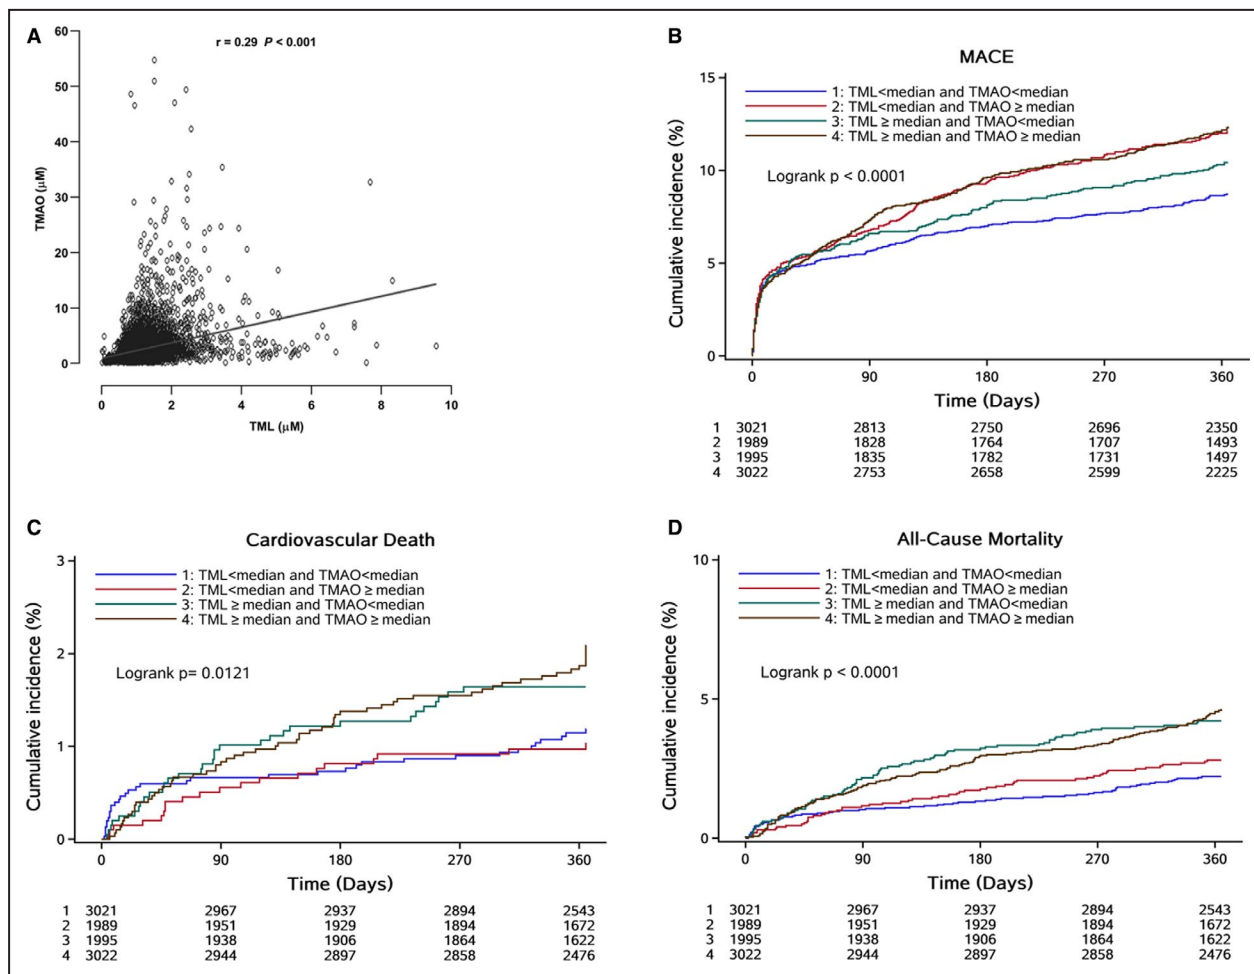 A
r = 0.29 P < 0.001
60
50
40
30
20
10
0
TMAO (μM)
0 2 4 6 8 10
TML (μM)
B
MACE
1: TML<median and TMAO<median
2: TML<median and TMAO ≥ median
3: TML ≥ median and TMAO<median
4: TML ≥ median and TMAO ≥ median
Logrank p < 0.0001
15
10
5
0
Cumulative incidence (%)
0 90 180 270 360
Time (Days)
1 3021 2813 2750 2696 2350
2 1989 1828 1764 1707 1493
3 1995 1835 1782 1731 1497
4 3022 2753 2658 2599 2225
C
Cardiovascular Death
1: TML<median and TMAO<median
2: TML<median and TMAO ≥ median
3: TML ≥ median and TMAO<median
4: TML ≥ median and TMAO ≥ median
Logrank p= 0.0121
3
2
1
0
Cumulative incidence (%)
0 90 180 270 360
Time (Days)
1 3021 2967 2937 2894 2543
2 1989 1951 1929 1894 1672
3 1995 1938 1906 1864 1622
4 3022 2944 2897 2858 2476
D
All-Cause Mortality
1: TML<median and TMAO<median
2: TML<median and TMAO ≥ median
3: TML ≥ median and TMAO<median
4: TML ≥ median and TMAO ≥ median
Logrank p < 0.0001
10
5
0
Cumulative incidence (%)
0 90 180 270 360
Time (Days)
1 3021 2967 2937 2894 2543
2 1989 1951 1929 1894 1672
3 1995 1938 1906 1864 1622
4 3022 2944 2897 2858 2476